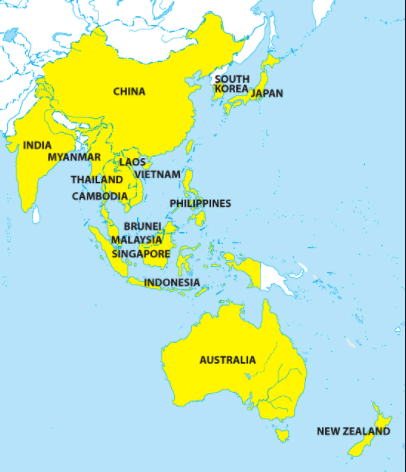 SOUTH
KOREA
JAPAN
CHINA
INDIA
MYANMAR
LAOS
VIETNAM
THAILAND
CAMBODIA
PHILIPPINES
BRUNEI
MALAYSIA
SINGAPORE
INDONESIA
AUSTRALIA
NEW ZEALAND